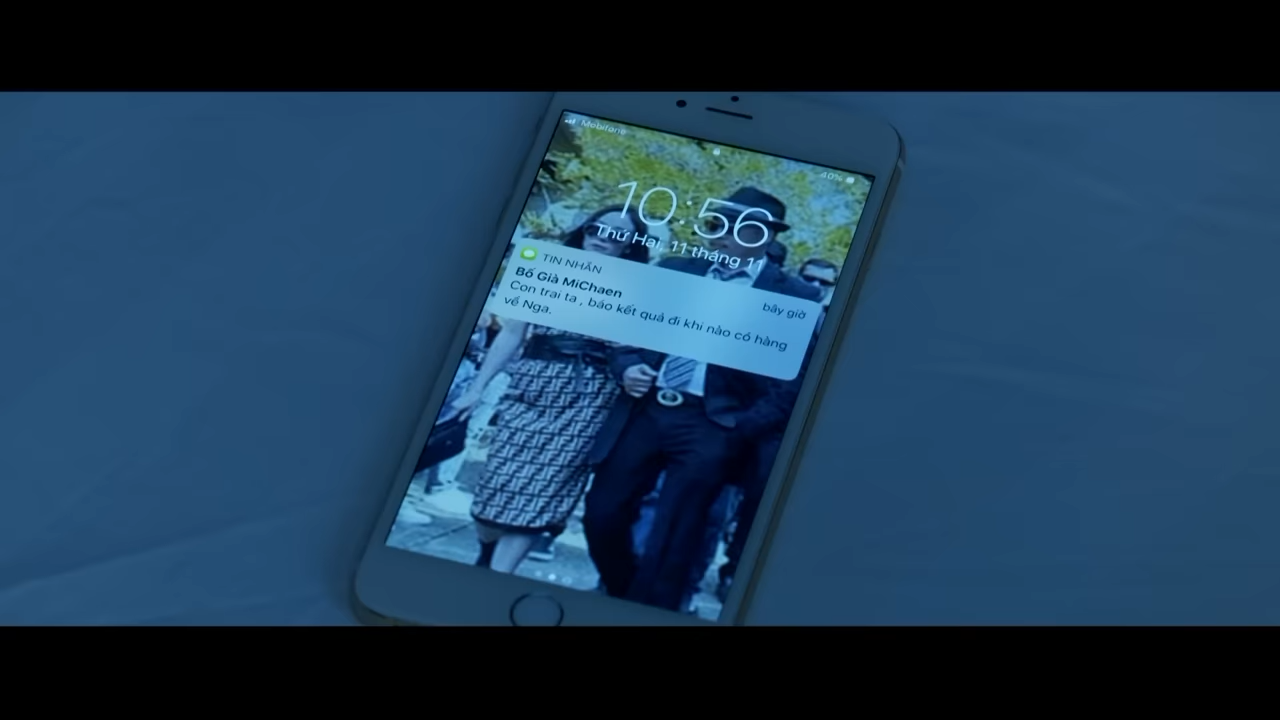 Mobifone
40%
10:56
Thứ Hai, 11 tháng 11
TIN NHẮN
bây giờ
Bố Già MiChaen
Con trai ta , báo kết quả đi khi nào có hàng
về Nga.